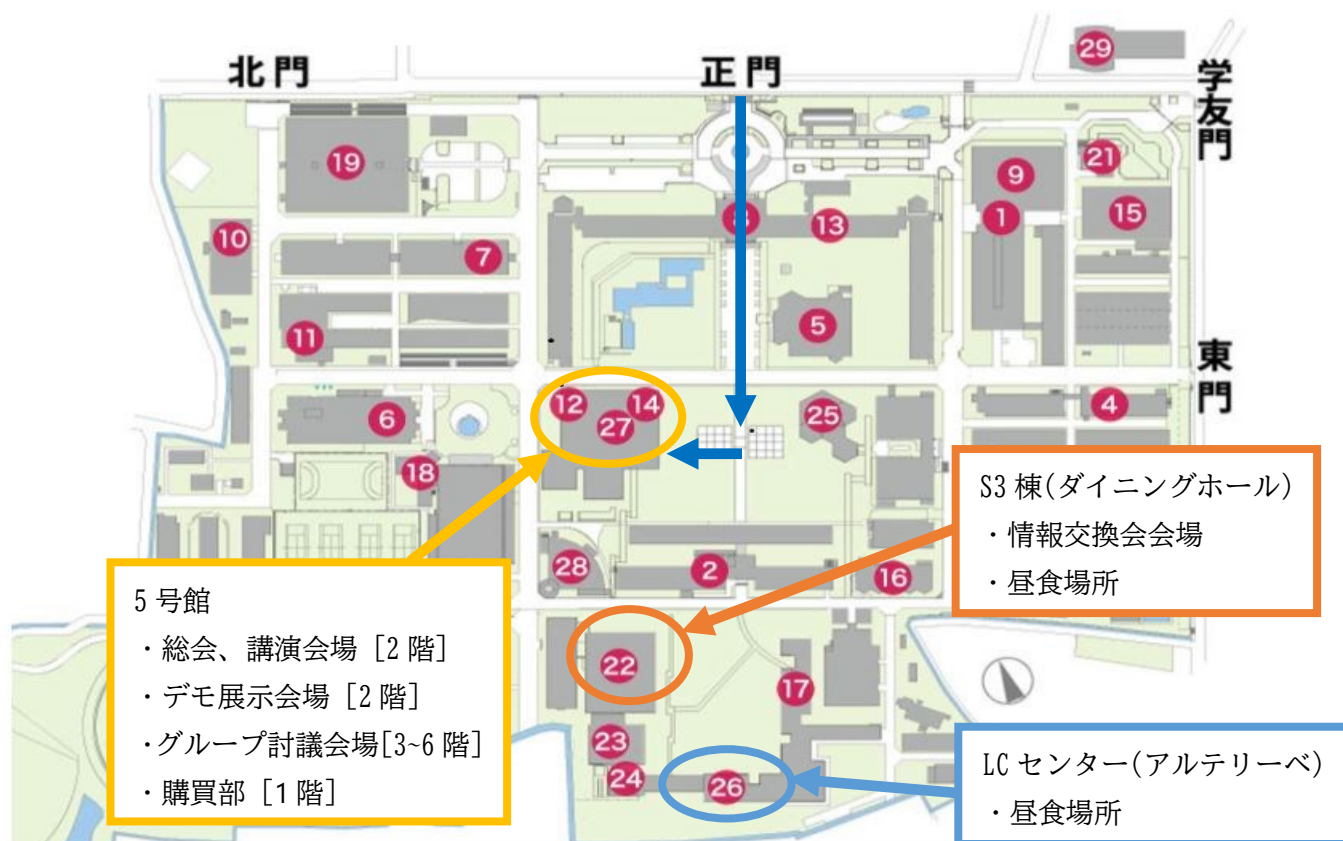 北門
正門
学友門
29
19
9
21
1
15
10
3
13
7
11
5
東門
12
14
27
6
25
4
18
S3 棟(ダイニングホール)
・情報交換会会場
・昼食場所
28
2
16
5 号館
・総会、講演会場 [2 階]
・デモ展示会場 [2 階]
・グループ討議会場[3~6 階]
・購買部 [1 階]
22
17
23
24
26
LC センター(アルテリーベ)
・昼食場所